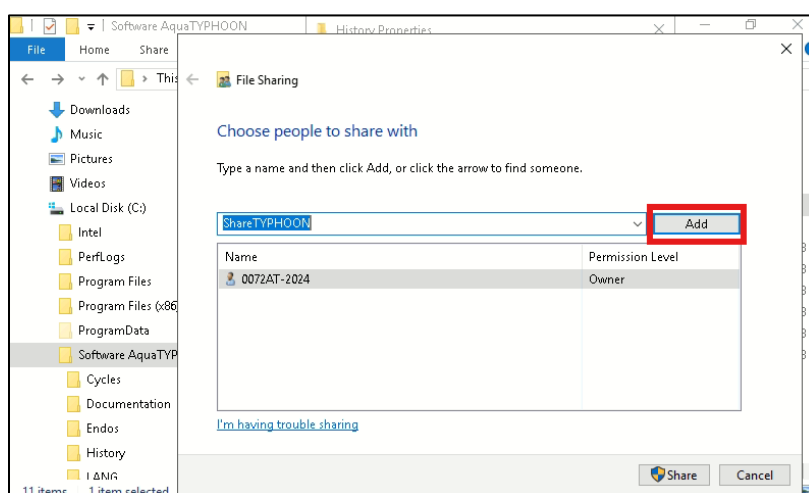 Software AquaTYPHOON
History Properties
File Home Share
This
File Sharing
Choose people to share with
Type a name and then click Add, or click the arrow to find someone.
ShareTYPHOON
Add
Name Permission Level
0072AT-2024 Owner
I'm having trouble sharing
Share Cancel
Downloads
Music
Pictures
Videos
Local Disk (C:)
Intel
PerfLogs
Program Files
Program Files (x86)
ProgramData
Software AquaTYP
Cycles
Documentation
Endos
History
LANG
11 items 1 item selected